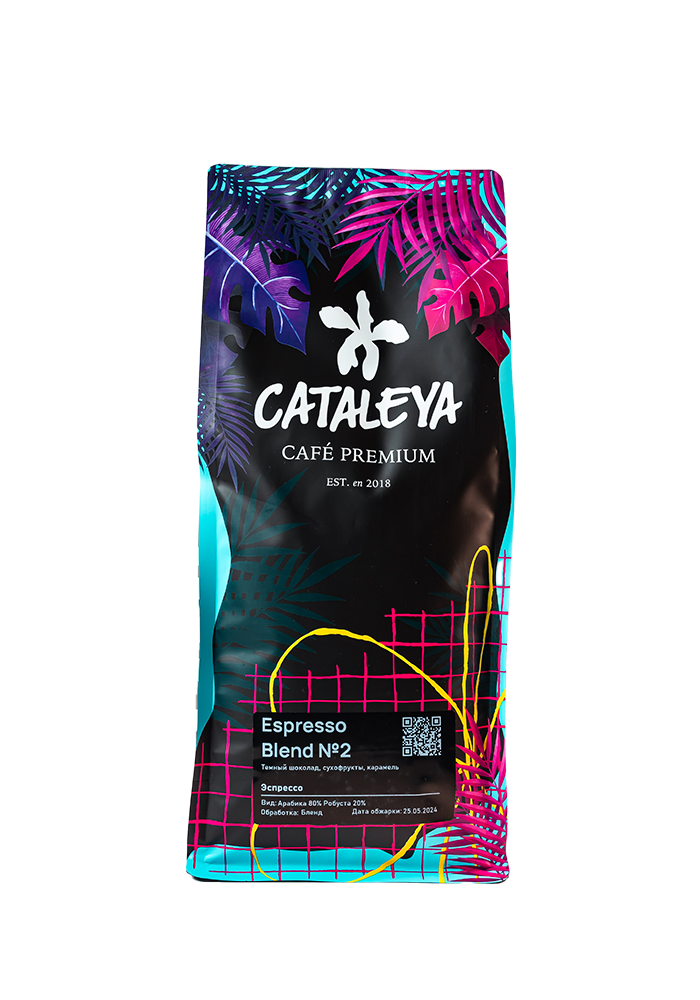 CATALEYA
CAFÉ PREMIUM
EST. en 2018
Espresso
Blend №2
Темный шоколад, сухофрукты, карамель
Эспрессо
Вид: Арабика 80% Робуста 20%
Обработка: Бленд Дата обжарки: 25.05.2024